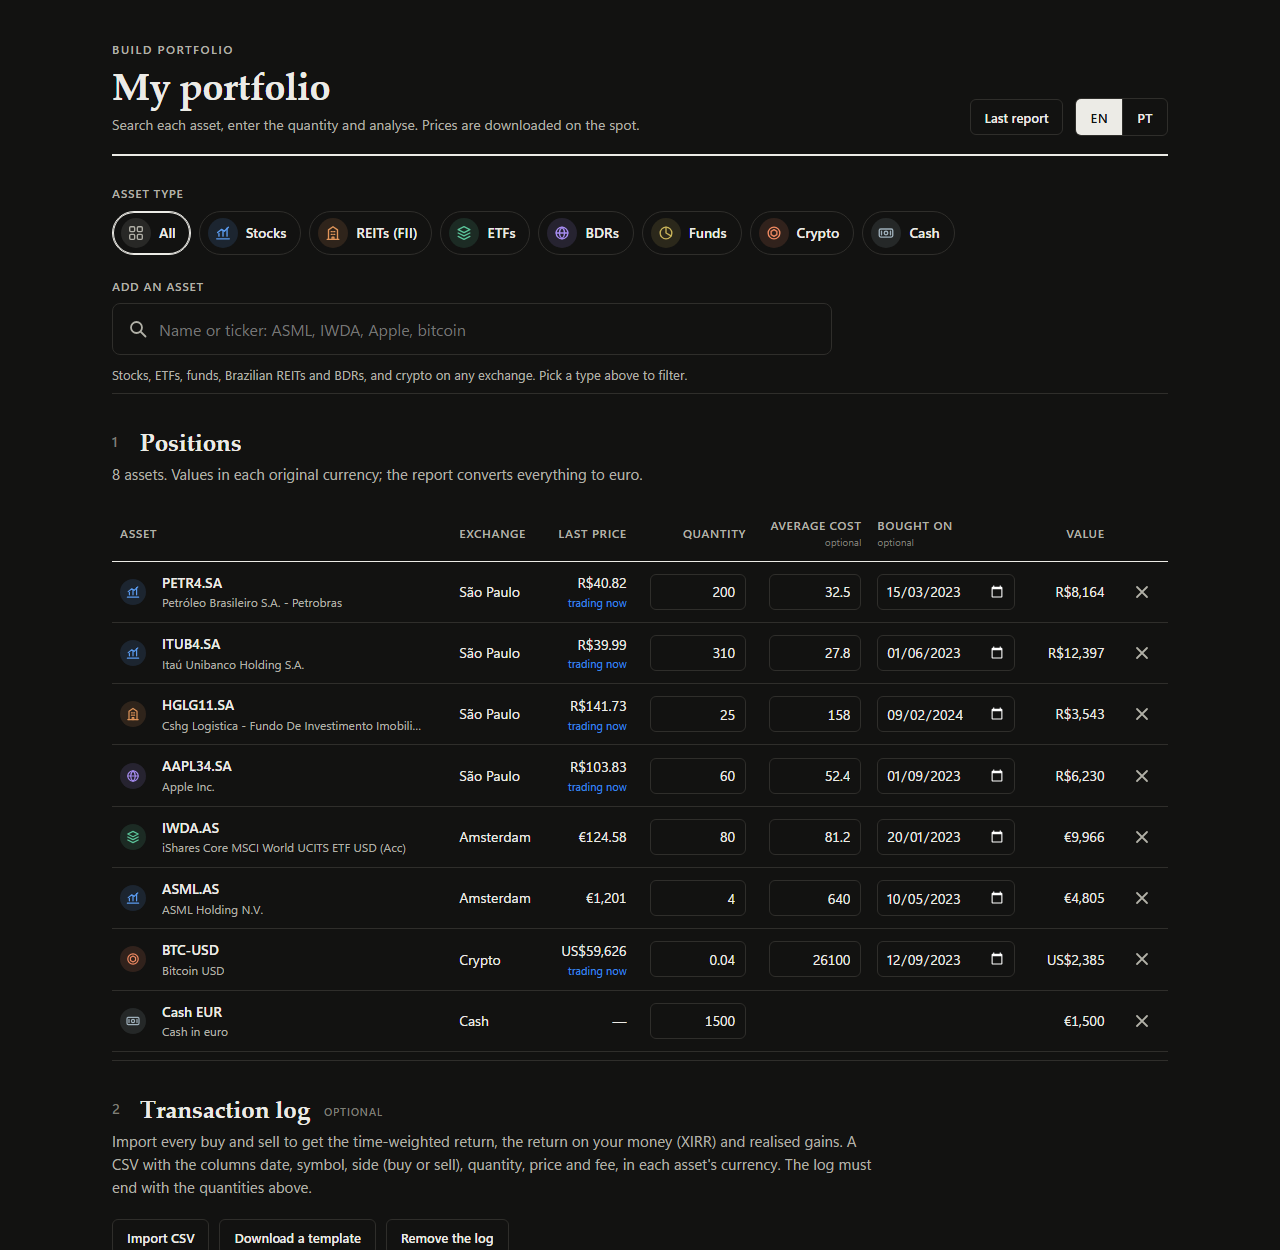 BUILD PORTFOLIO
My portfolio
Search each asset, enter the quantity and analyse. Prices are downloaded on the spot.
Last report
EN
PT
ASSET TYPE
All
Stocks
REITs (FII)
ETFs
BDRs
Funds
Crypto
Cash
ADD AN ASSET
Name or ticker: ASML, IWDA, Apple, bitcoin
Stocks, ETFs, funds, Brazilian REITs and BDRs, and crypto on any exchange. Pick a type above to filter.
1 Positions
8 assets. Values in each original currency; the report converts everything to euro.
ASSET EXCHANGE LAST PRICE QUANTITY AVERAGE COST BOUGHT ON VALUE
optional optional
PETR4.SA São Paulo R$40.82 200 32.5 15/03/2023 R$8,164
Petróleo Brasileiro S.A. - Petrobras trading now
ITUB4.SA São Paulo R$39.99 310 27.8 01/06/2023 R$12,397
Itaú Unibanco Holding S.A. trading now
HGLG11.SA São Paulo R$141.73 25 158 09/02/2024 R$3,543
Cshg Logistica - Fundo De Investimento Imobili... trading now
AAPL34.SA São Paulo R$103.83 60 52.4 01/09/2023 R$6,230
Apple Inc. trading now
IWDA.AS Amsterdam €124.58 80 81.2 20/01/2023 €9,966
iShares Core MSCI World UCITS ETF USD (Acc)
ASML.AS Amsterdam €1,201 4 640 10/05/2023 €4,805
ASML Holding N.V.
BTC-USD Crypto US$59,626 0.04 26100 12/09/2023 US$2,385
Bitcoin USD trading now
Cash EUR Cash — 1500 €1,500
Cash in euro
2 Transaction log OPTIONAL
Import every buy and sell to get the time-weighted return, the return on your money (XIRR) and realised gains. A
CSV with the columns date, symbol, side (buy or sell), quantity, price and fee, in each asset's currency. The log must
end with the quantities above.
Import CSV
Download a template
Remove the log